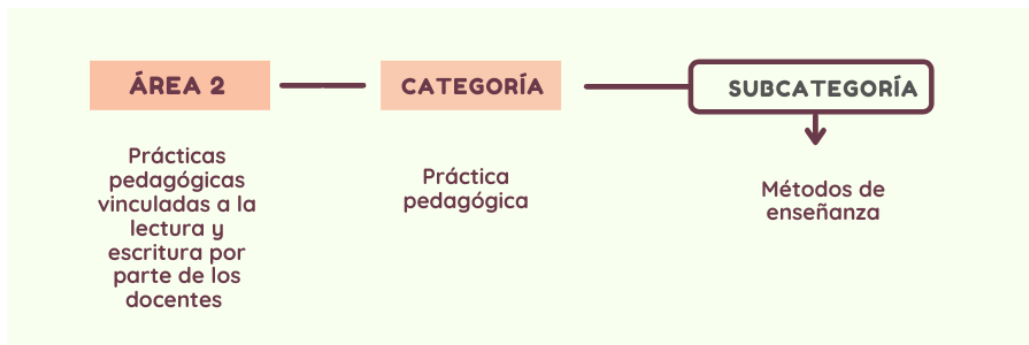 ÁREA 2
Prácticas
pedagógicas
vinculadas a la
lectura y
escritura por
parte de los
docentes
CATEGORÍA
Práctica
pedagógica
SUBCATEGORÍA
Métodos de
enseñanza